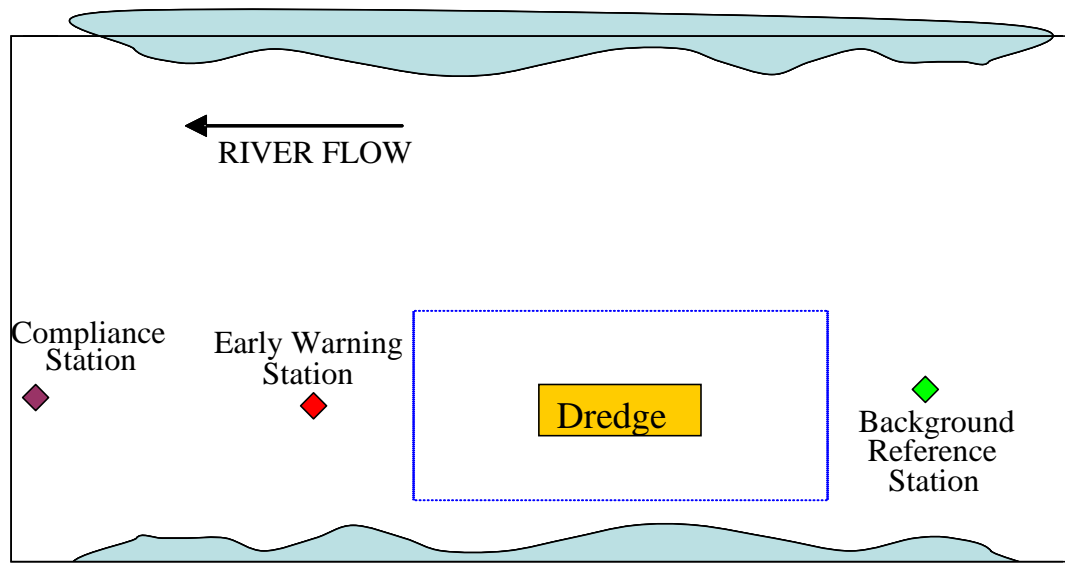 RIVER FLOW
Compliance
Station
Early Warning
Station
Dredge
Background
Reference
Station